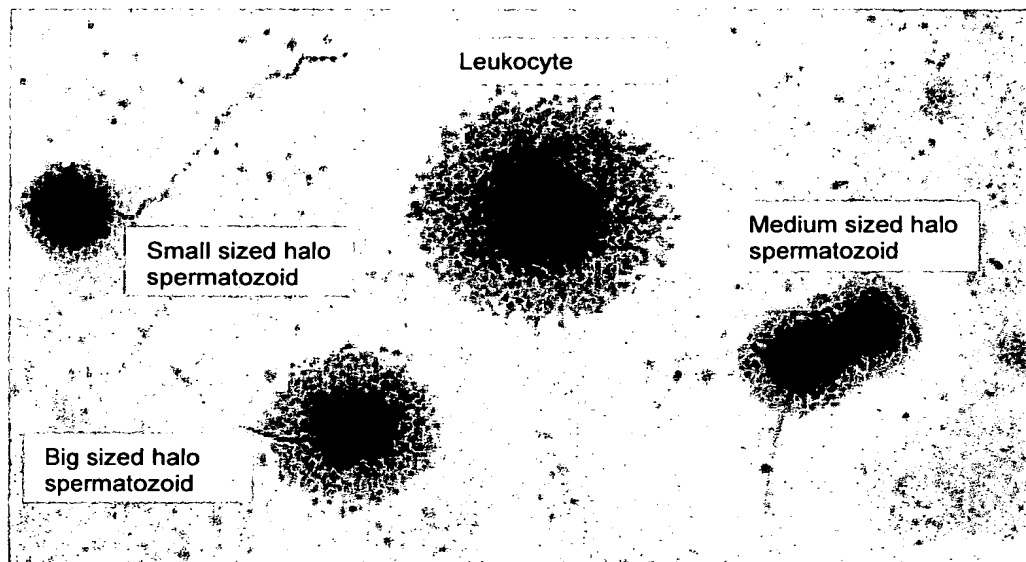 Leukocyte
Small sized halo
spermatozoid
Medium sized halo
spermatozoid
Big sized halo
spermatozoid